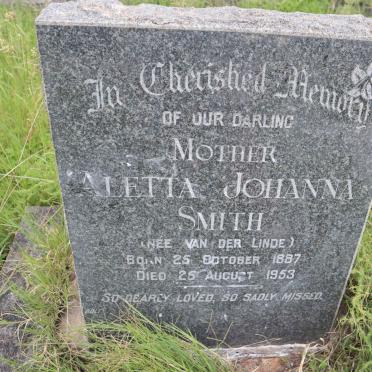 In Cherished Memory
OF OUR DARLING
MOTHER
ALETTA JOHANNA
SMITH
(NEE VAN DER LINDE)
BORN 25 OCTOBER 1887
DIED 25 AUGUST 1953
SO DEARLY LOVED, SO SADLY MISSED.